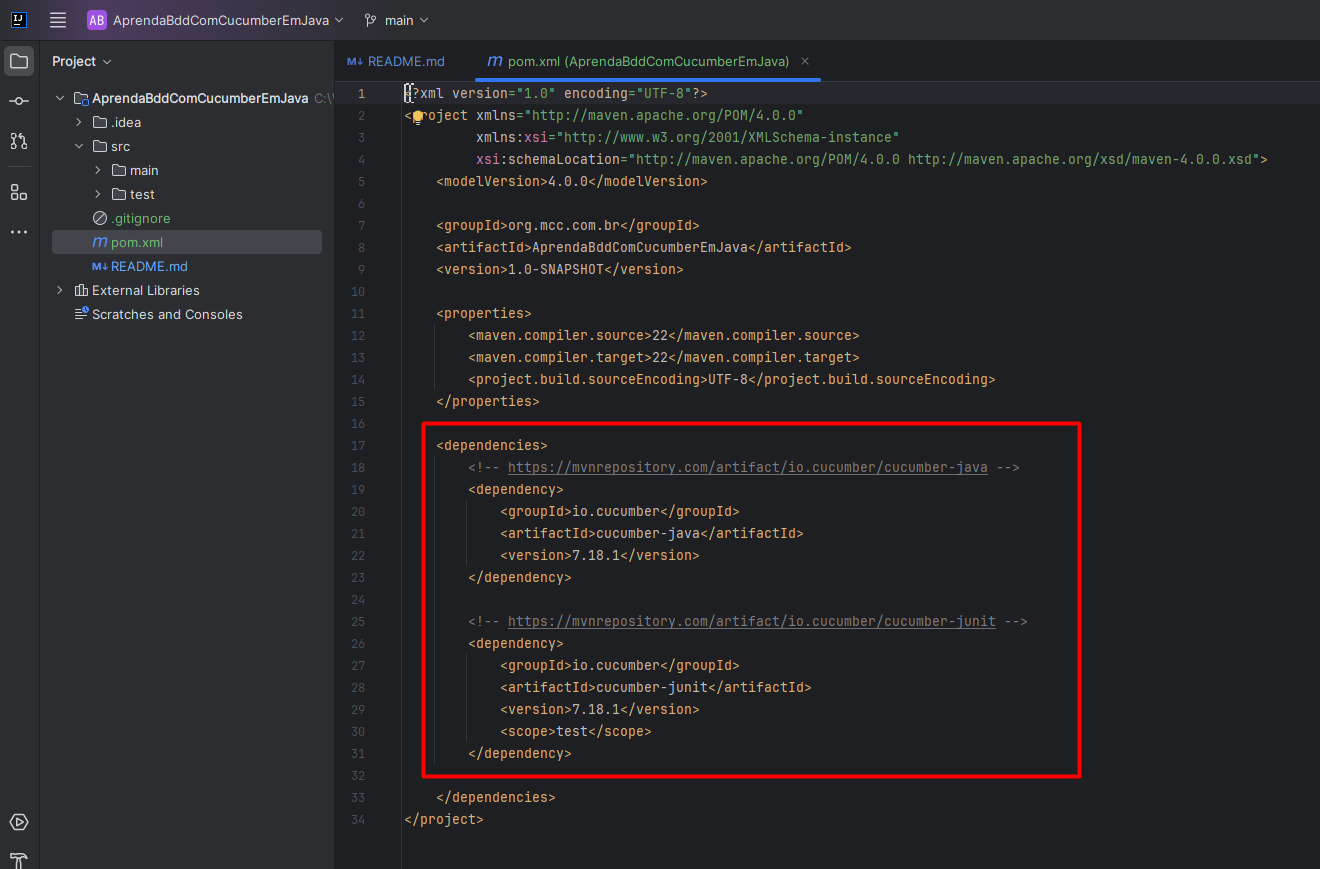 IJ
AB AprendaBddComCucumberEmJava main
Project
AprendaBddComCucumberEmJava C:\
.idea
src
main
test
.gitignore
pom.xml
M↓ README.md
External Libraries
Scratches and Consoles
M↓ README.md
m pom.xml (AprendaBddComCucumberEmJava)
1 <?xml version="1.0" encoding="UTF-8"?>
2 <project xmlns="http://maven.apache.org/POM/4.0.0"
3 xmlns:xsi="http://www.w3.org/2001/XMLSchema-instance"
4 xsi:schemaLocation="http://maven.apache.org/POM/4.0.0 http://maven.apache.org/xsd/maven-4.0.0.xsd">
5 <modelVersion>4.0.0</modelVersion>
6
7 <groupId>org.mcc.com.br</groupId>
8 <artifactId>AprendaBddComCucumberEmJava</artifactId>
9 <version>1.0-SNAPSHOT</version>
10
11 <properties>
12 <maven.compiler.source>22</maven.compiler.source>
13 <maven.compiler.target>22</maven.compiler.target>
14 <project.build.sourceEncoding>UTF-8</project.build.sourceEncoding>
15 </properties>
16
17 <dependencies>
18 <!-- https://mvnrepository.com/artifact/io.cucumber/cucumber-java -->
19 <dependency>
20 <groupId>io.cucumber</groupId>
21 <artifactId>cucumber-java</artifactId>
22 <version>7.18.1</version>
23 </dependency>
24
25 <!-- https://mvnrepository.com/artifact/io.cucumber/cucumber-junit -->
26 <dependency>
27 <groupId>io.cucumber</groupId>
28 <artifactId>cucumber-junit</artifactId>
29 <version>7.18.1</version>
30 <scope>test</scope>
31 </dependency>
32
33 </dependencies>
34 </project>